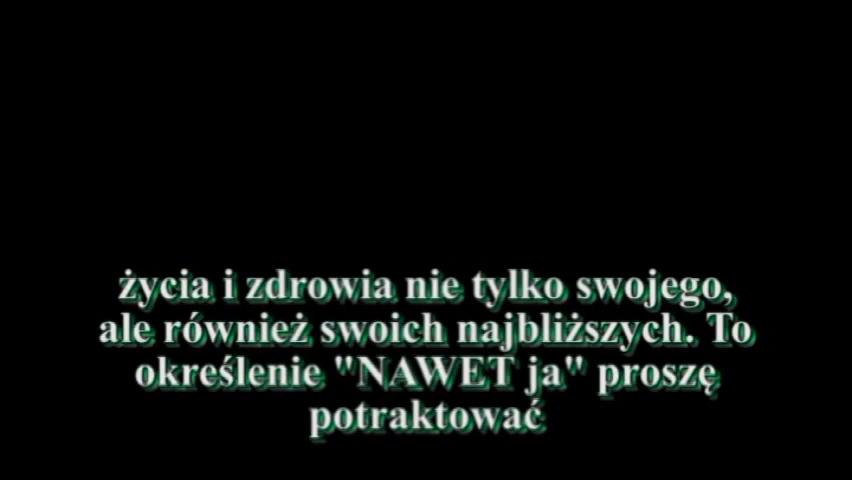 życia i zdrowia nie tylko swojego,
ale również swoich najbliższych. To
określenie "NAWET ja" proszę
potraktować